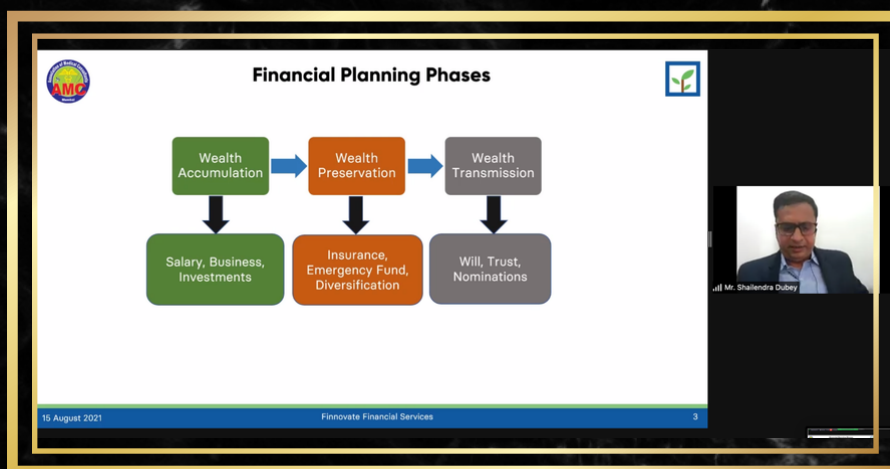 AMC
Financial Planning Phases
Wealth
Accumulation
Wealth
Preservation
Wealth
Transmission
Salary, Business,
Investments
Insurance,
Emergency Fund,
Diversification
Will, Trust,
Nominations
Mr. Shailendra Dubey
15 August 2021
Finnovate Financial Services
3